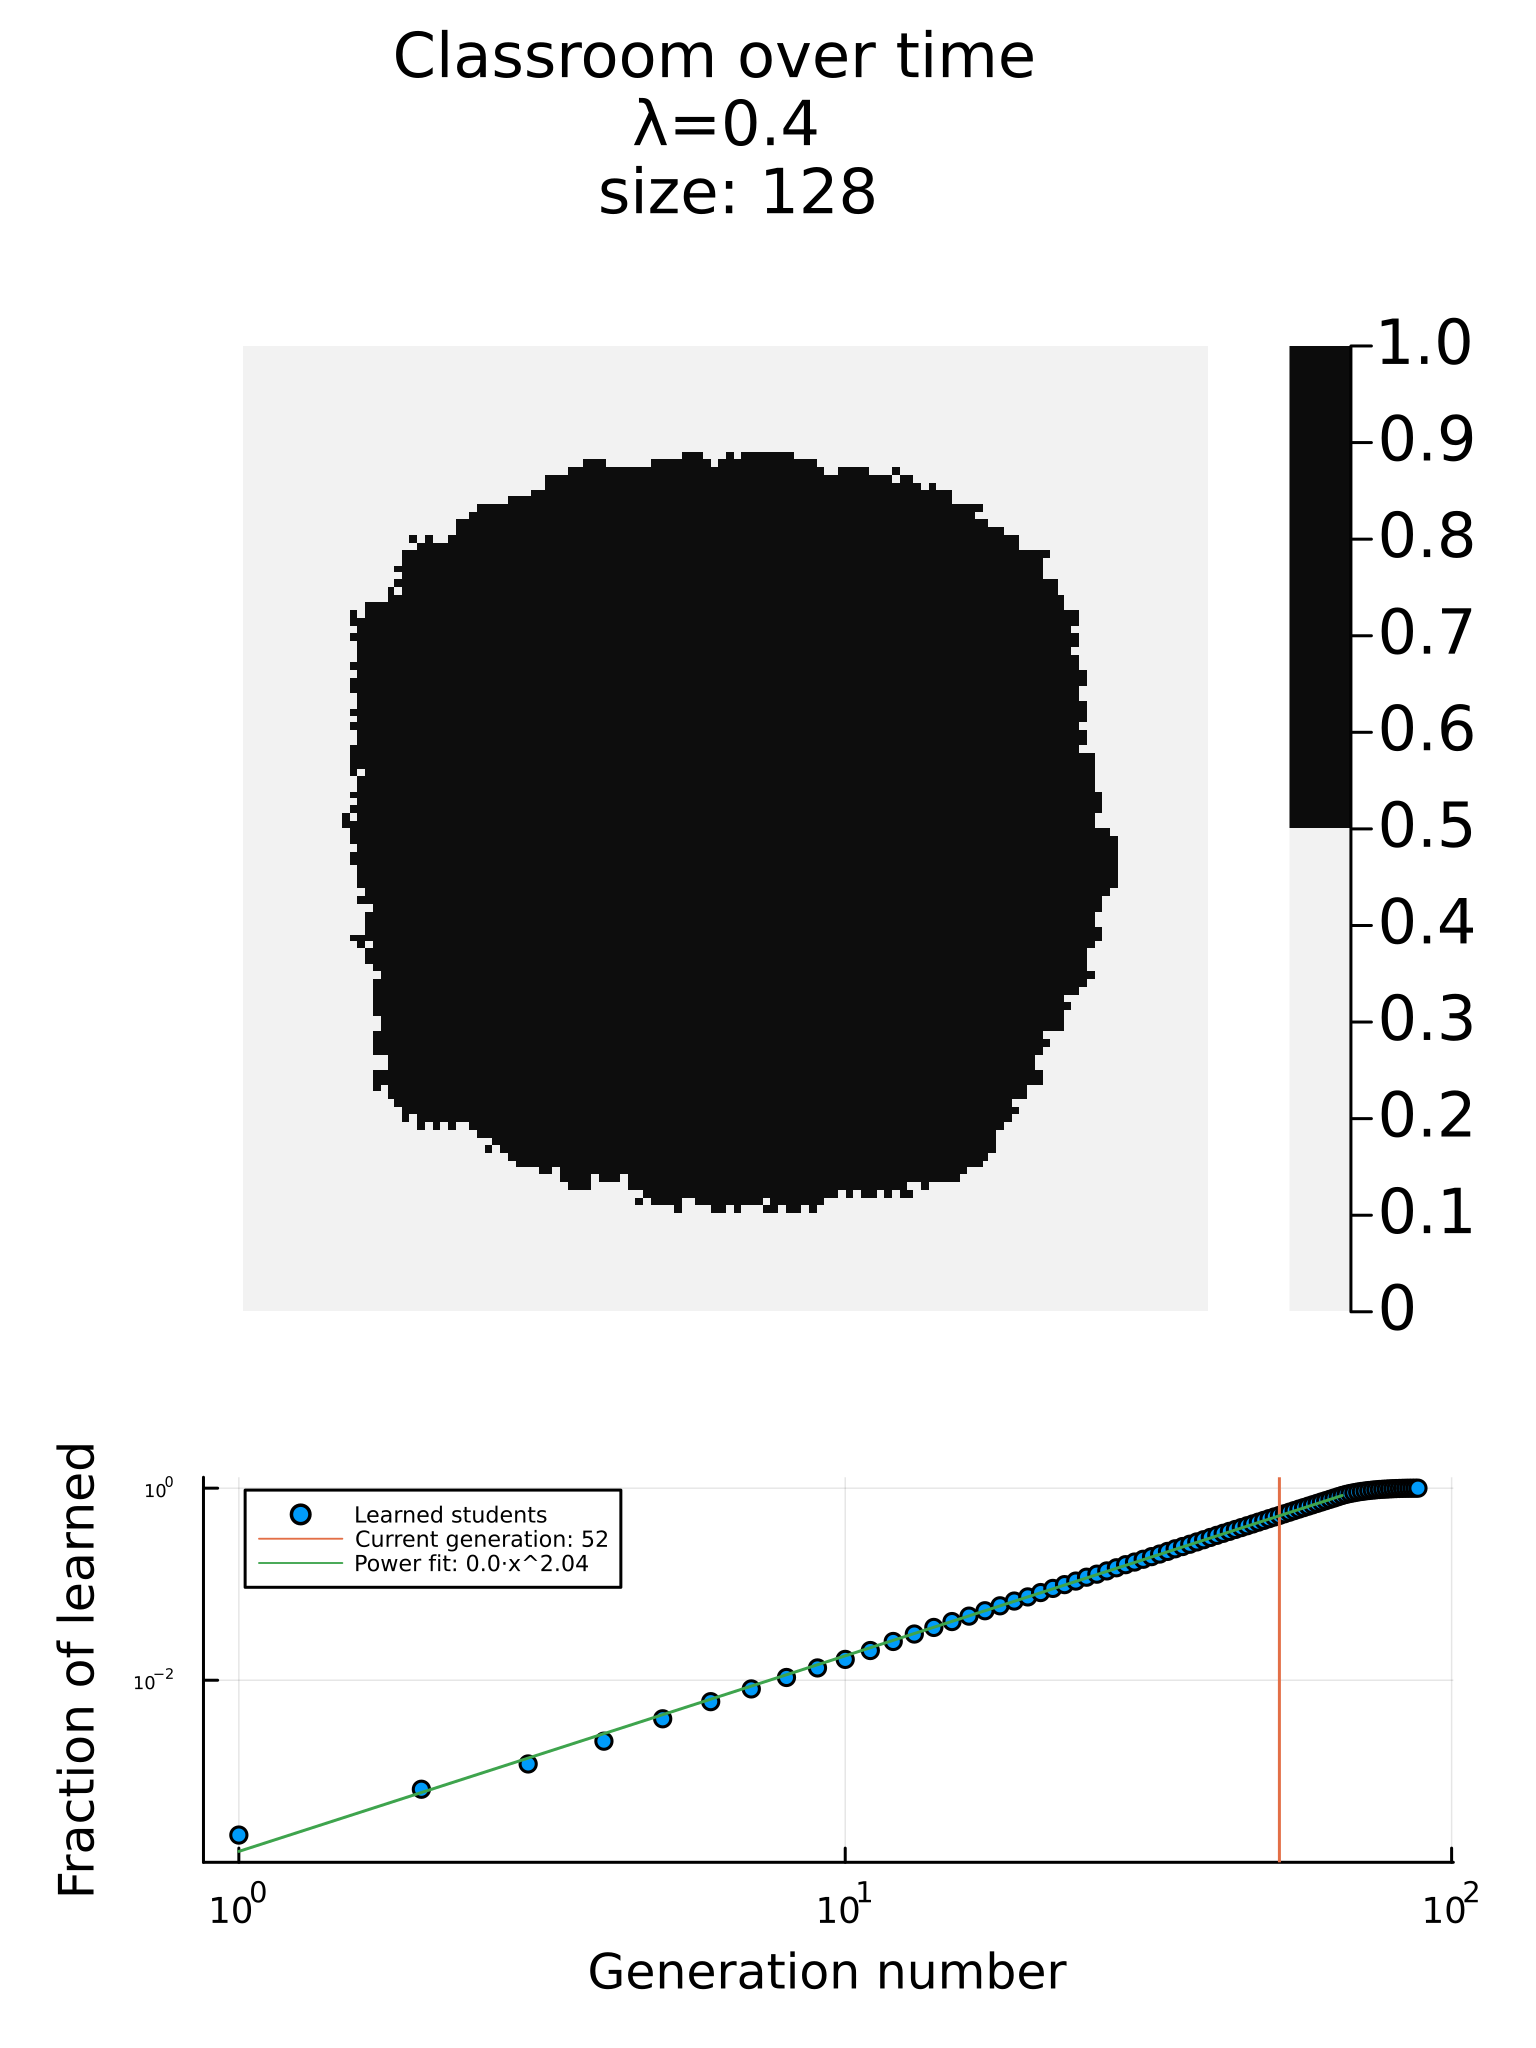 Classroom over time
λ=0.4
size: 128
1.0
0.9
0.8
0.7
0.6
0.5
0.4
0.3
0.2
0.1
0
Fraction of learned
10^0
10^−2
Learned students
Current generation: 52
Power fit: 0.0·x^2.04
10^0 10^1 10^2
Generation number